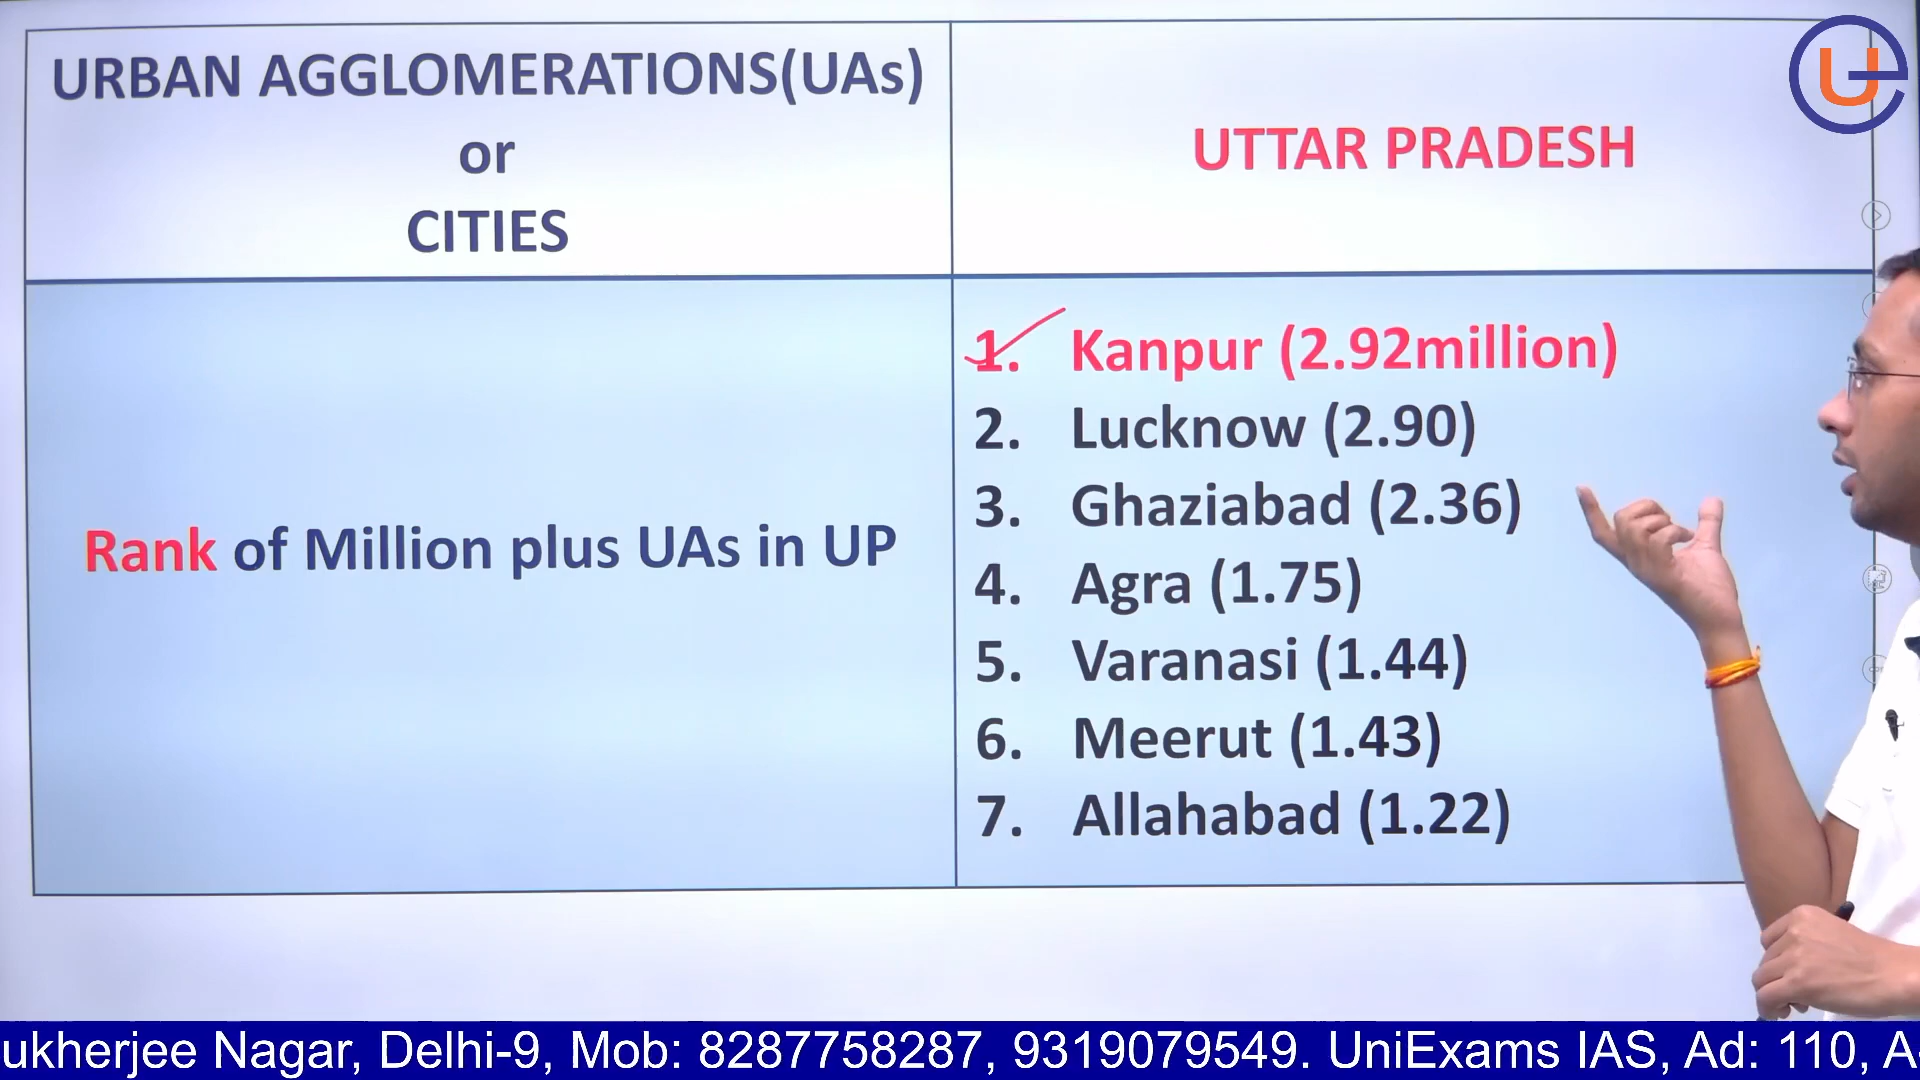 URBAN AGGLOMERATIONS(UAs)
or
CITIES
UTTAR PRADESH
Rank of Million plus UAs in UP
1. Kanpur (2.92million)
2. Lucknow (2.90)
3. Ghaziabad (2.36)
4. Agra (1.75)
5. Varanasi (1.44)
6. Meerut (1.43)
7. Allahabad (1.22)
ukherjee Nagar, Delhi-9, Mob: 8287758287, 9319079549. UniExams IAS, Ad: 110, A